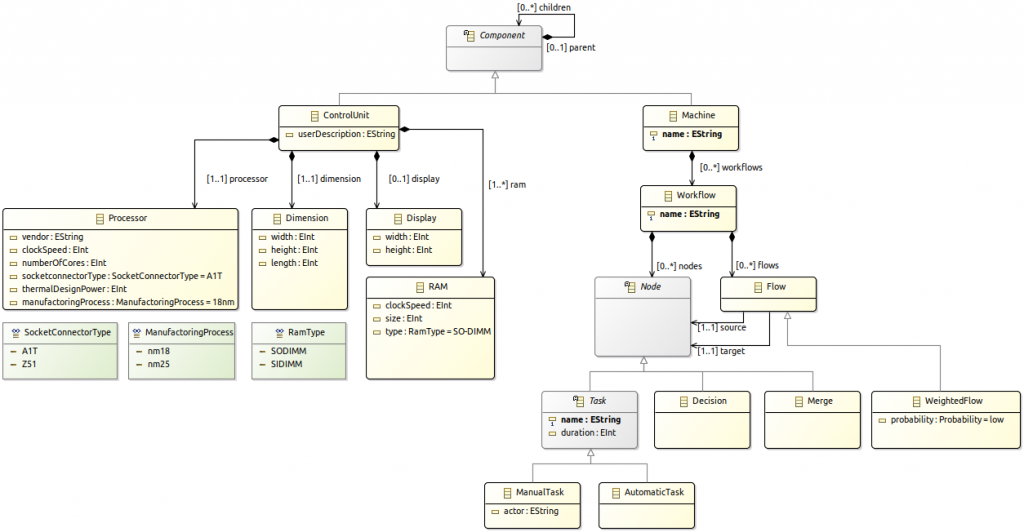 [0..*] children
Component
[0..1] parent
ControlUnit
userDescription : EString
Machine
name : EString
[1..1] processor
[1..1] dimension
[0..1] display
[1..*] ram
[0..*] workflows
Workflow
name : EString
Processor
vendor : EString
clockSpeed : EInt
numberOfCores : EInt
socketconnectorType : SocketConnectorType = A1T
thermalDesignPower : EInt
manufactoringProcess : ManufactoringProcess = 18nm
Dimension
width : EInt
height : EInt
length : EInt
Display
width : EInt
height : EInt
[0..*] nodes
[0..*] flows
RAM
clockSpeed : EInt
size : EInt
type : RamType = SO-DIMM
Node
Flow
[1..1] source
[1..1] target
SocketConnectorType
A1T
Z51
ManufactoringProcess
nm18
nm25
RamType
SODIMM
SIDIMM
Task
name : EString
duration : EInt
Decision
Merge
WeightedFlow
probability : Probability = low
ManualTask
actor : EString
AutomaticTask